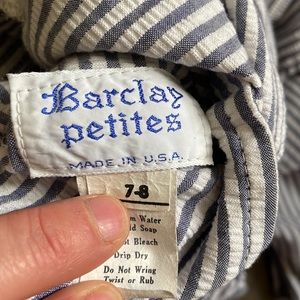 Barclay
petites
MADE IN U.S.A.
7-8
Water
Soap
Bleach
Drip Dry
Do Not Wring
Twist or Rub